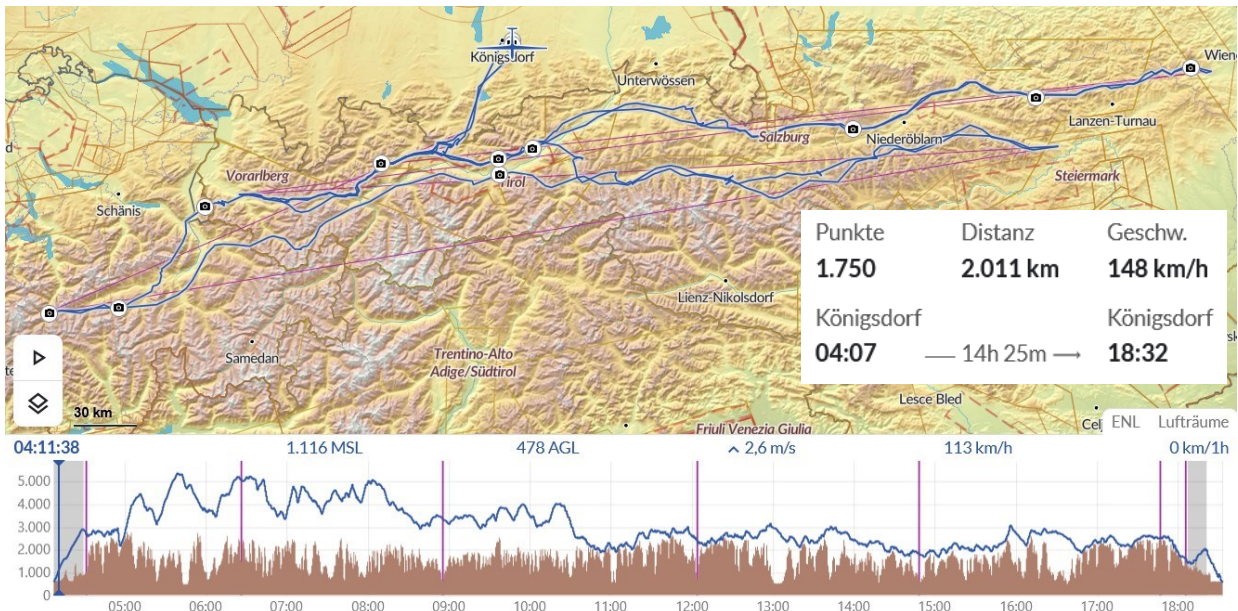 Königsdorf
Wien
Unterwössen
Lanzen-Turnau
Salzburg
Niederöblarn
Vorarlberg
Tirol
Steiermark
Schänis
Punkte Distanz Geschw.
1.750 2.011 km 148 km/h
Lienz-Nikolsdorf
Königsdorf Königsdorf
04:07 — 14h 25m → 18:32
Samedan
Trentino-Alto
Adige/Südtirol
30 km
Lesce Bled
Friuli Venezia Giulia
Celj
ENL Lufträume
04:11:38 1.116 MSL 478 AGL ^ 2,6 m/s 113 km/h 0 km/1h
5.000
4.000
3.000
2.000
1.000
0
05:00 06:00 07:00 08:00 09:00 10:00 11:00 12:00 13:00 14:00 15:00 16:00 17:00 18:00